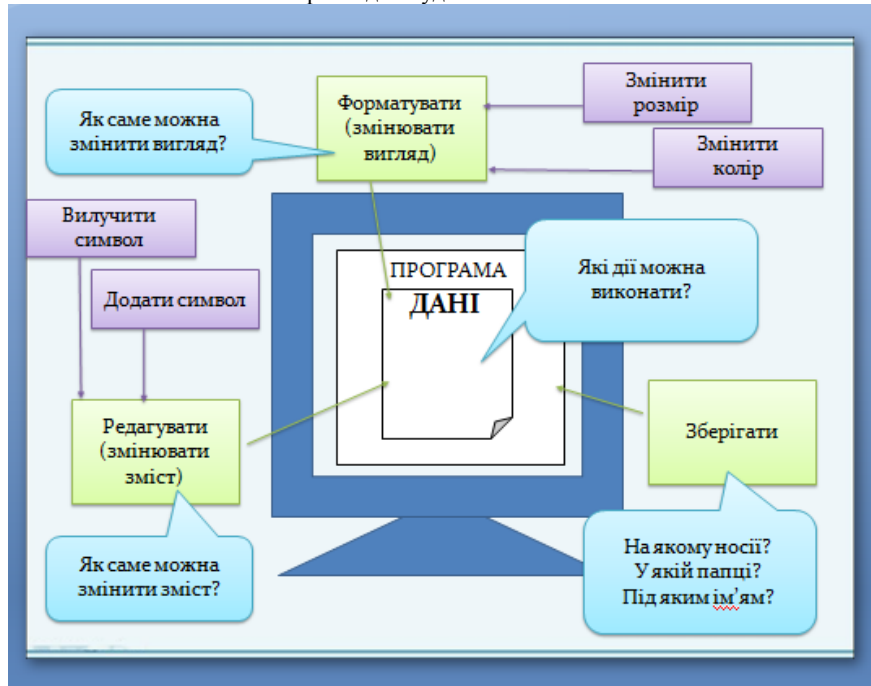 Форматувати
(змінювати
вигляд)
Змінити
розмір
Як саме можна
змінити вигляд?
Змінити
колір
Вилучити
символ
Додати символ
ПРОГРАМА
ДАНІ
Які дії можна
виконати?
Редагувати
(змінювати
зміст)
Зберігати
Як саме можна
змінити зміст?
На якому носії?
У якій папці?
Під яким ім'ям?